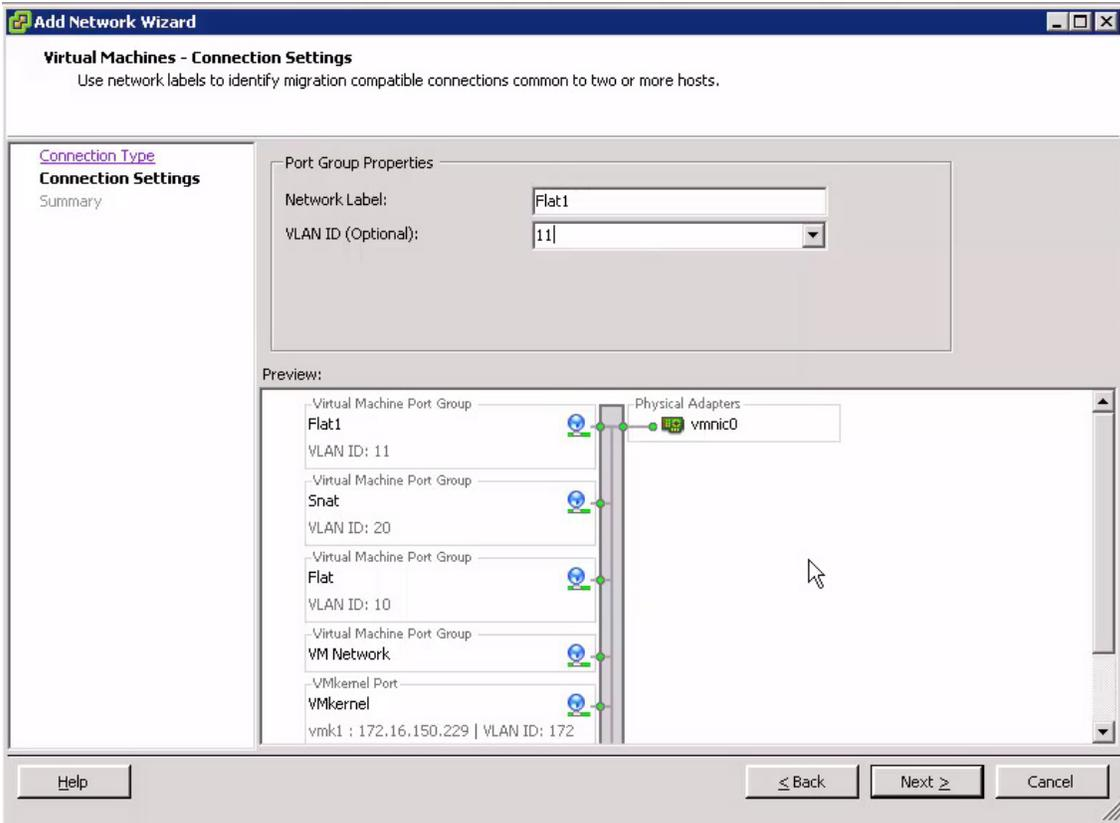 Add Network Wizard
Virtual Machines - Connection Settings
Use network labels to identify migration compatible connections common to two or more hosts.
Connection Type
Connection Settings
Summary
Port Group Properties
Network Label:
Flat1
VLAN ID (Optional):
11
Preview:
Virtual Machine Port Group
Flat1
VLAN ID: 11
Physical Adapters
vmnic0
Virtual Machine Port Group
Snat
VLAN ID: 20
Virtual Machine Port Group
Flat
VLAN ID: 10
Virtual Machine Port Group
VM Network
VMkernel Port
VMkernel
vmk1 : 172.16.150.229 | VLAN ID: 172
Help
< Back
Next >
Cancel